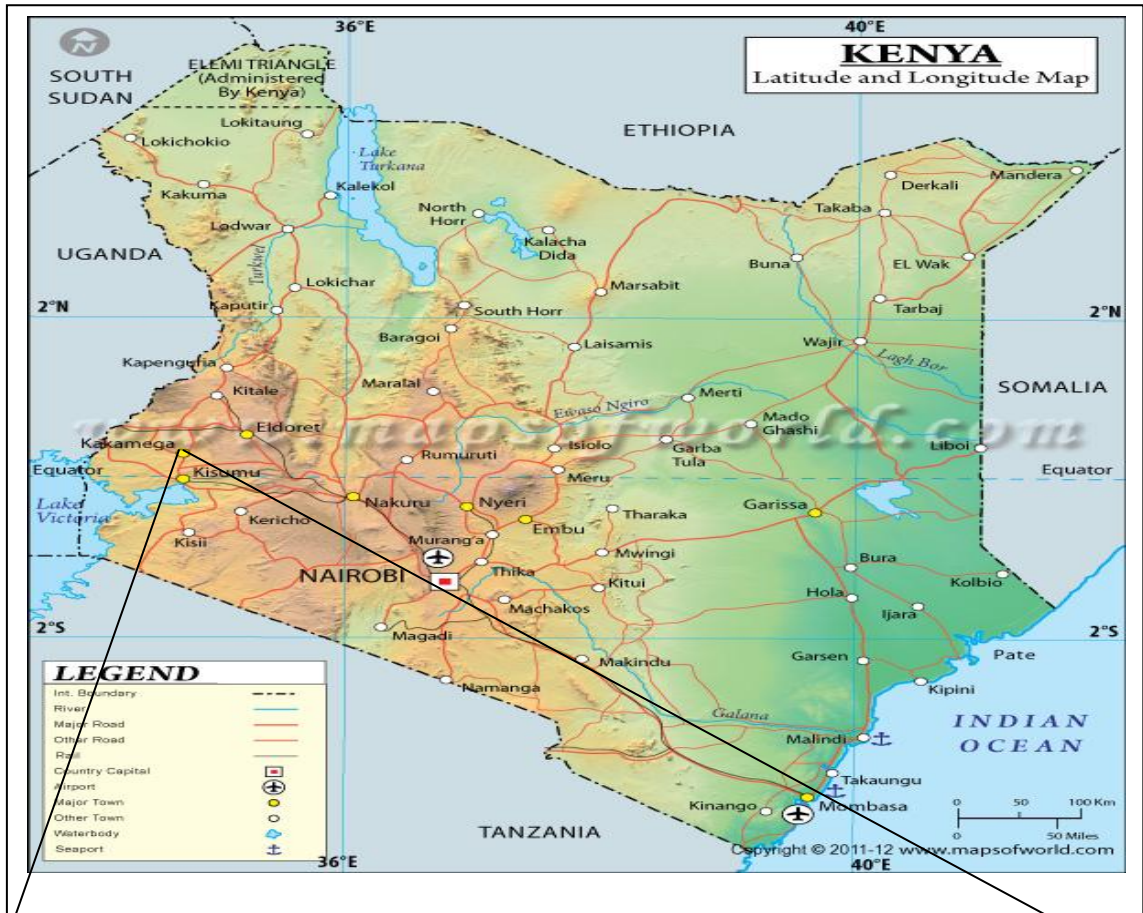 36°E
40°E
N
SOUTH
SUDAN
ELEMI TRIANGLE
(Administered
By Kenya)
KENYA
Latitude and Longitude Map
ETHIOPIA
Lokitaung
Lokichokio
Lake
Turkana
Kakuma
Kalekol
North
Horr
Derkali
Mandera
Takaba
Lodwar
Kalacha
Dida
UGANDA
Turkwel
Buna
EL Wak
Lokichar
Marsabit
Kaputir
2°N
South Horr
Tarbaj
2°N
Baragoi
Laisamis
Wajir
Lagh Bor
Kapenguria
Kitale
Maralal
Merti
SOMALIA
Ewaso Ngiro
Mado
Ghashi
www.mapsofworld.com
Eldoret
Kakamega
Isiolo
Garba
Tula
Liboi
Rumuruti
Equator
Kisumu
Meru
Equator
Lake
Victoria
Nakuru
Nyeri
Garissa
Kericho
Embu
Tharaka
Kisii
Murang'a
Mwingi
Bura
NAIROBI
Thika
Kolbio
Kitui
Hola
Machakos
Ijara
Magadi
2°S
2°S
Makindu
Garsen
Pate
LEGEND
Int. Boundary
River
Major Road
Other Road
Rail
Country Capital
Airport
Major Town
Other Town
Waterbody
Seaport
Namanga
Kipini
Galana
INDIAN
OCEAN
Malindi
Takaungu
Kinango
Mombasa
0 50 100 Km
0 50 Miles
TANZANIA
Copyright © 2011-12 www.mapsofworld.com
36°E
40°E